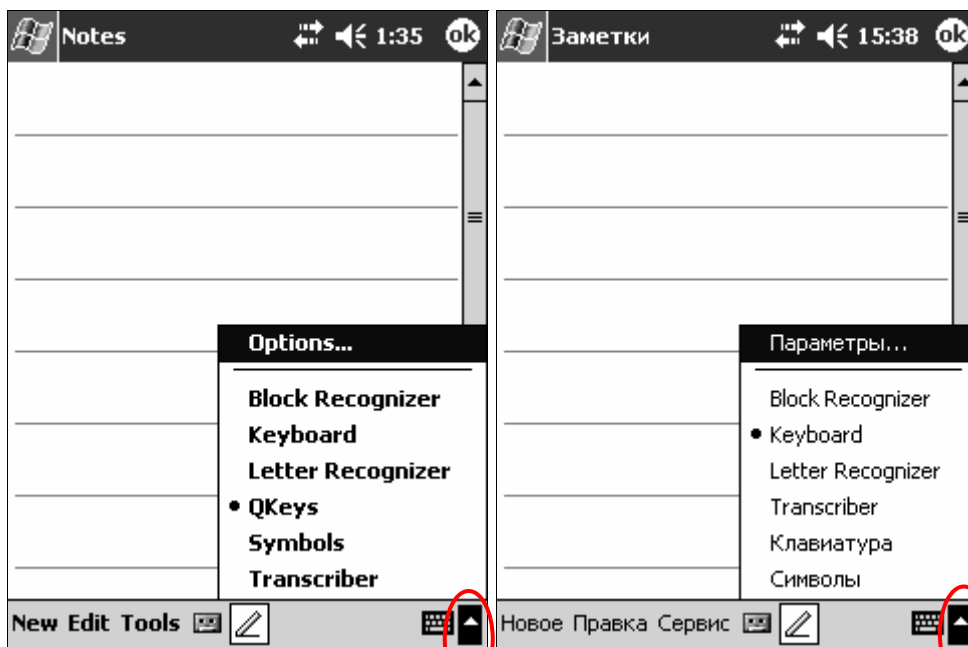 Notes 1:35 ok
Options...
Block Recognizer
Keyboard
Letter Recognizer
QKeys
Symbols
Transcriber
New Edit Tools
Заметки 15:38 ok
Параметры...
Block Recognizer
Keyboard
Letter Recognizer
Transcriber
Клавиатура
Символы
Новое Правка Сервис